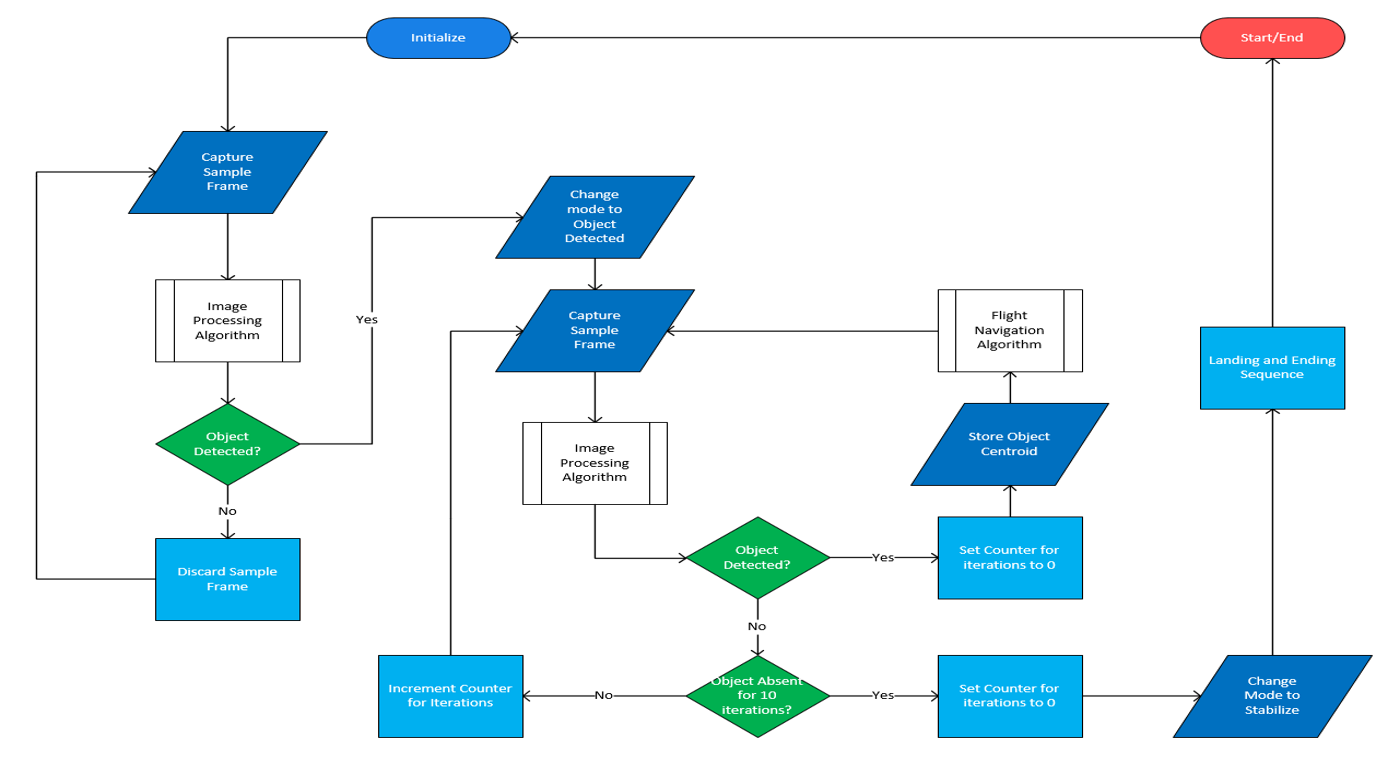 Initialize
Start/End
Capture
Sample
Frame
Change
mode to
Object
Detected
Image
Processing
Algorithm
Yes
Capture
Sample
Frame
Flight
Navigation
Algorithm
Landing and Ending
Sequence
Object
Detected?
Image
Processing
Algorithm
Store Object
Centroid
No
Discard Sample
Frame
Object
Detected?
Yes
Set Counter for
iterations to 0
No
Increment Counter
for Iterations
No
Object Absent
for 10
iterations?
Yes
Set Counter for
iterations to 0
Change
Mode to
Stabilize